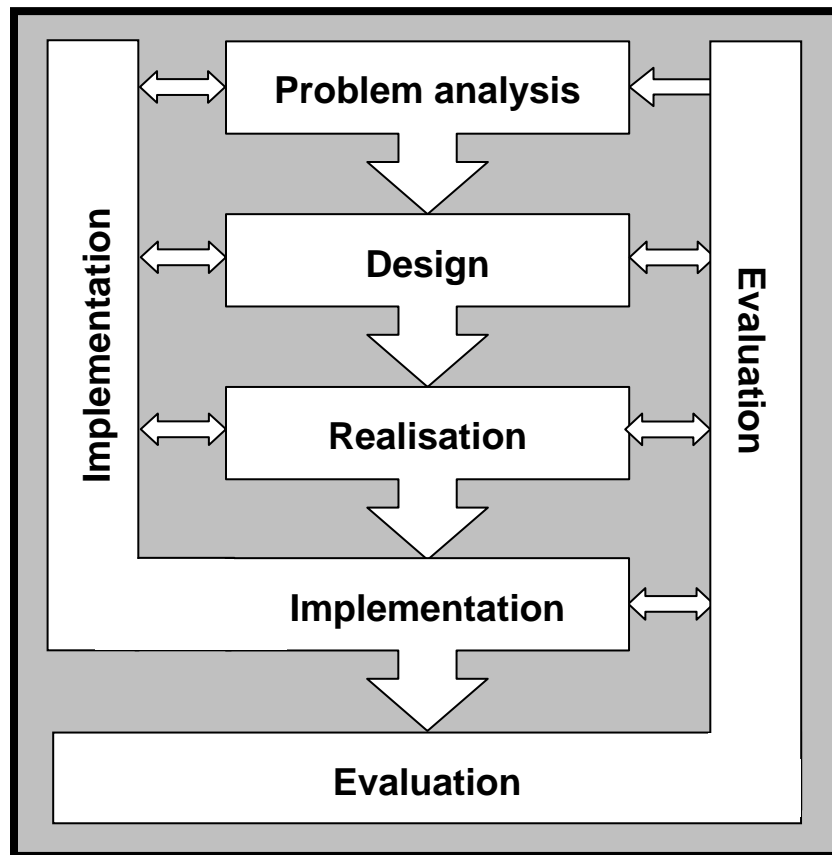 Problem analysis
Implementation
Design
Evaluation
Realisation
Implementation
Evaluation